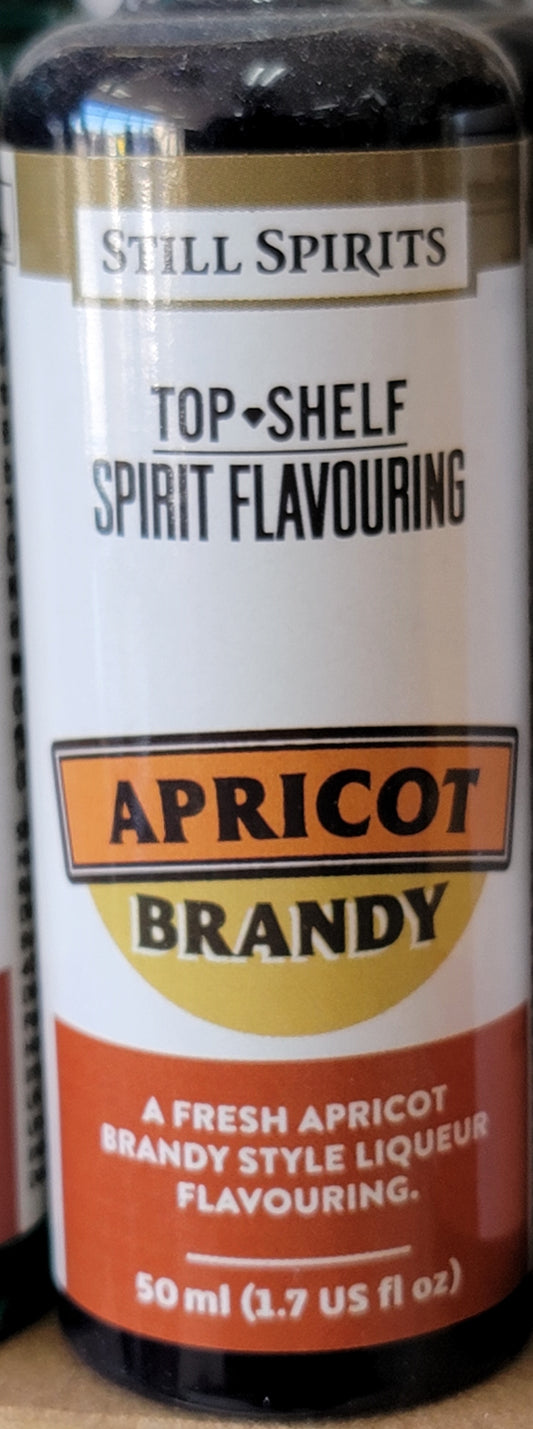 STILL SPIRITS
TOP◆SHELF
SPIRIT FLAVOURING
APRICOT
BRANDY
A FRESH APRICOT
BRANDY STYLE LIQUEUR
FLAVOURING.
50 ml (1.7 US fl oz)